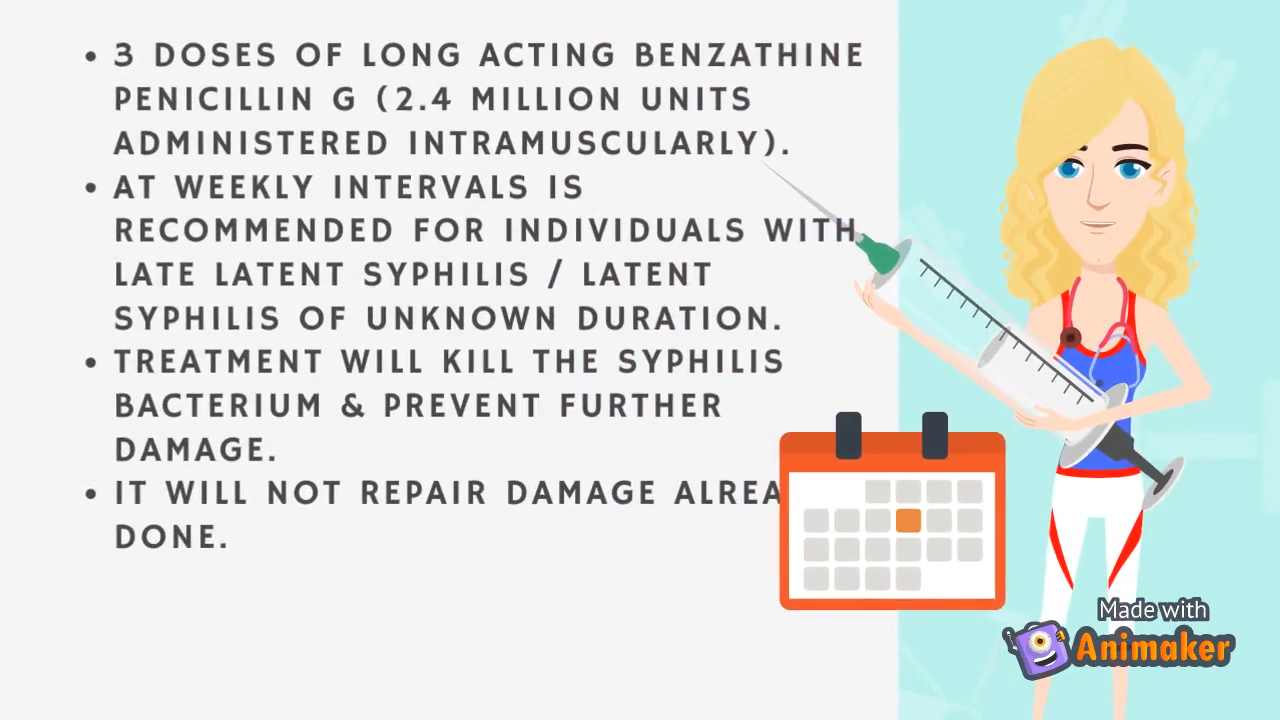 3 DOSES OF LONG ACTING BENZATHINE
PENICILLIN G (2.4 MILLION UNITS
ADMINISTERED INTRAMUSCULARLY).
AT WEEKLY INTERVALS IS
RECOMMENDED FOR INDIVIDUALS WITH
LATE LATENT SYPHILIS / LATENT
SYPHILIS OF UNKNOWN DURATION.
TREATMENT WILL KILL THE SYPHILIS
BACTERIUM & PREVENT FURTHER
DAMAGE.
IT WILL NOT REPAIR DAMAGE
DONE.
Made with
Animaker